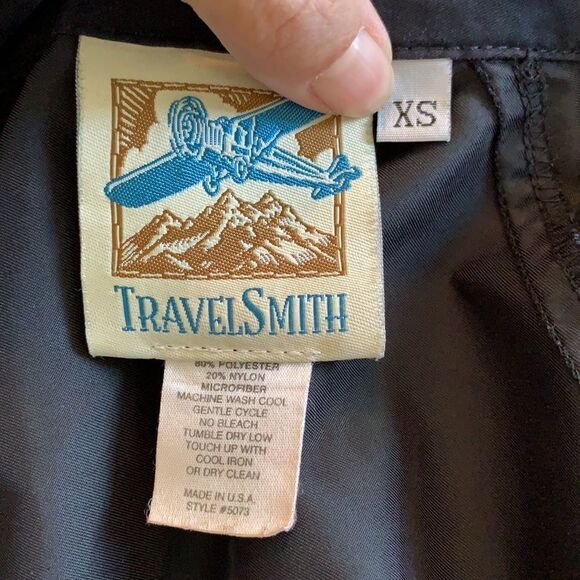 XS
TRAVELSMITH
80% POLYESTER
20% NYLON
MICROFIBER
MACHINE WASH COOL
GENTLE CYCLE
NO BLEACH
TUMBLE DRY LOW
TOUCH UP WITH
COOL IRON
OR DRY CLEAN
MADE IN U.S.A.
STYLE #5073